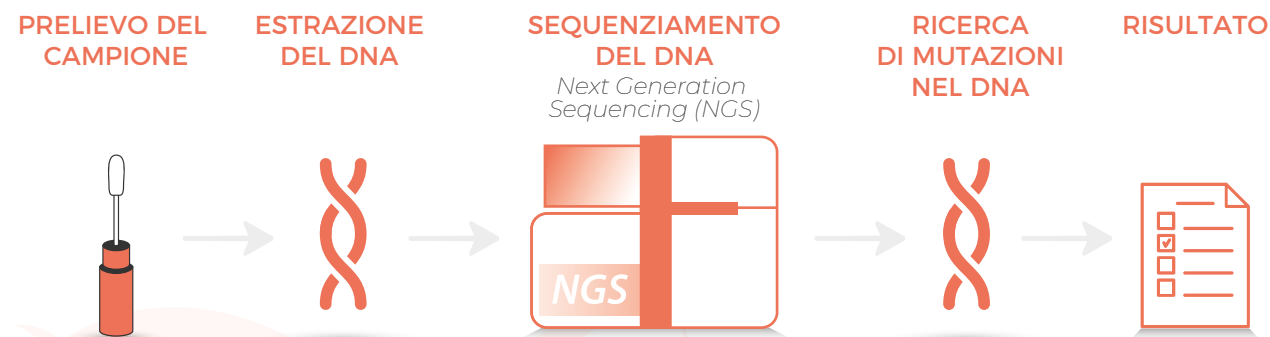 PRELIEVO DEL
CAMPIONE
ESTRAZIONE
DEL DNA
SEQUENZIAMENTO
DEL DNA
Next Generation
Sequencing (NGS)
RICERCA
DI MUTAZIONI
NEL DNA
RISULTATO
NGS